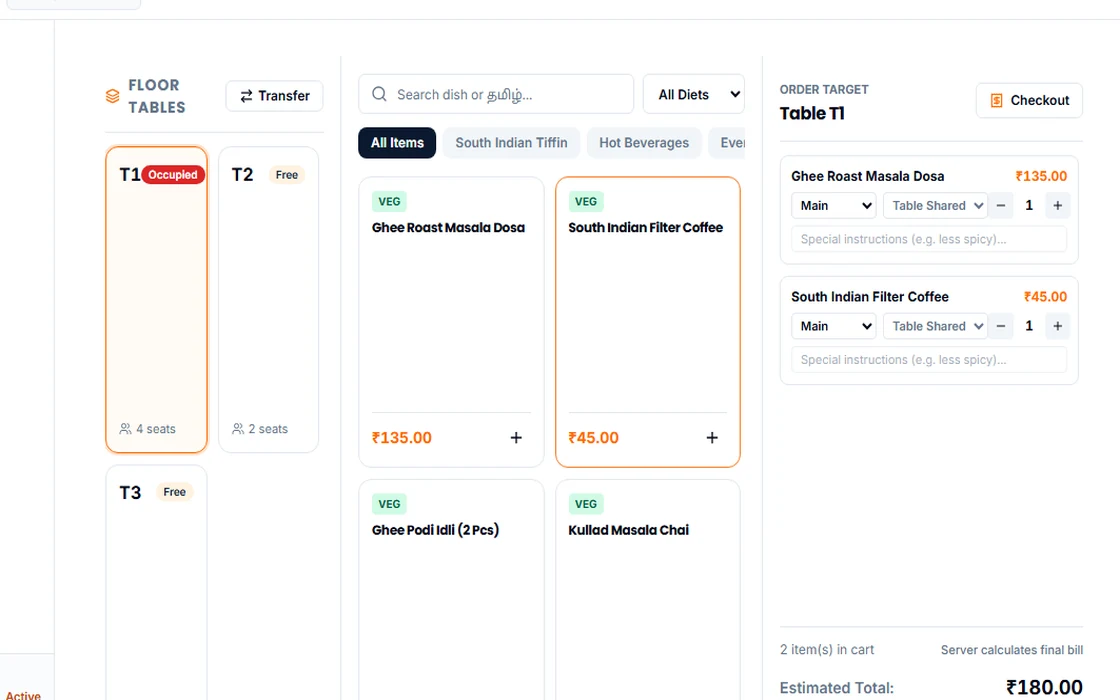 FLOOR
TABLES
Transfer
T1 Occupied
4 seats
T2 Free
2 seats
T3 Free
Search dish or தமிழ்...
All Diets
All Items South Indian Tiffin Hot Beverages
VEG
Ghee Roast Masala Dosa
₹135.00 +
VEG
South Indian Filter Coffee
₹45.00 +
VEG
Ghee Podi Idli (2 Pcs)
VEG
Kullad Masala Chai
ORDER TARGET
Table T1
Checkout
Ghee Roast Masala Dosa ₹135.00
Main Table Shared − 1 +
Special instructions (e.g. less spicy)...
South Indian Filter Coffee ₹45.00
Main Table Shared − 1 +
Special instructions (e.g. less spicy)...
2 item(s) in cart Server calculates final bill
Estimated Total: ₹180.00
Active